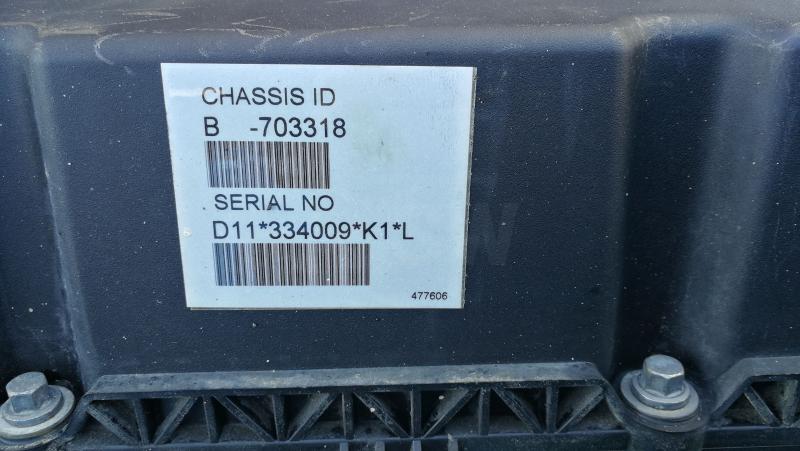 CHASSIS ID
B -703318
SERIAL NO
D11*334009*K1*L
477606